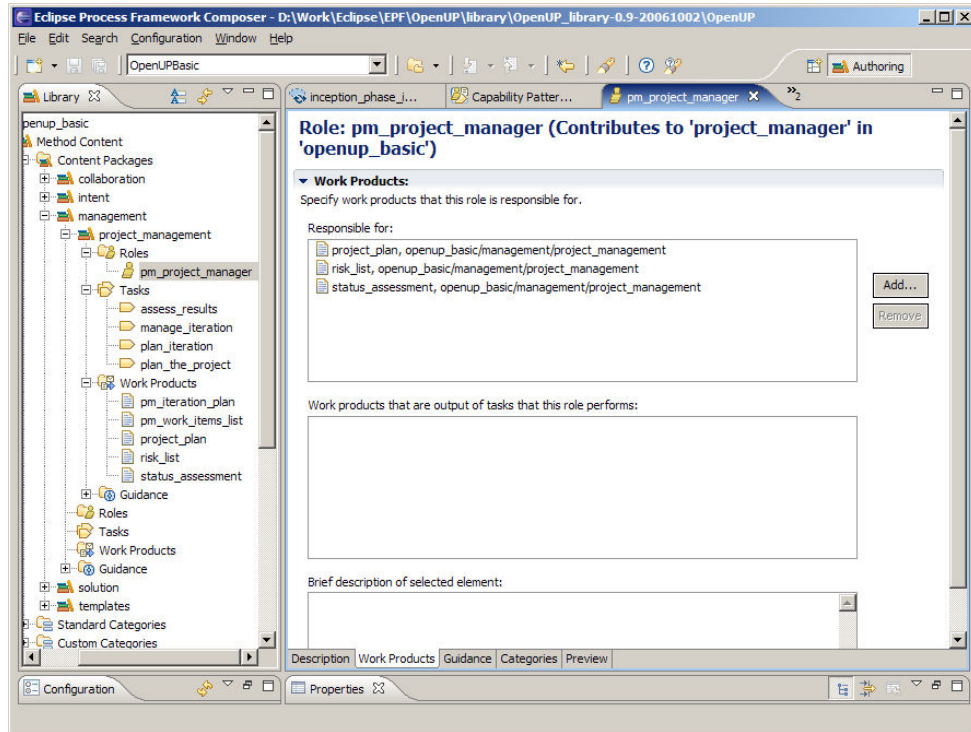 Eclipse Process Framework Composer - D:\Work\Eclipse\EPF\OpenUP\library\OpenUP_library-0.9-20061002\OpenUP
File Edit Search Configuration Window Help
OpenUPBasic
Authoring
Library
inception_phase_i...
Capability Patter...
pm_project_manager
»2
penup_basic
Method Content
Content Packages
collaboration
intent
management
project_management
Roles
pm_project_manager
Tasks
assess_results
manage_iteration
plan_iteration
plan_the_project
Work Products
pm_iteration_plan
pm_work_items_list
project_plan
risk_list
status_assessment
Guidance
Roles
Tasks
Work Products
Guidance
solution
templates
Standard Categories
Custom Categories
Role: pm_project_manager (Contributes to 'project_manager' in
'openup_basic')
Work Products:
Specify work products that this role is responsible for.
Responsible for:
project_plan, openup_basic/management/project_management
risk_list, openup_basic/management/project_management
status_assessment, openup_basic/management/project_management
Add...
Remove
Work products that are output of tasks that this role performs:
Brief description of selected element:
Description Work Products Guidance Categories Preview
Configuration
Properties